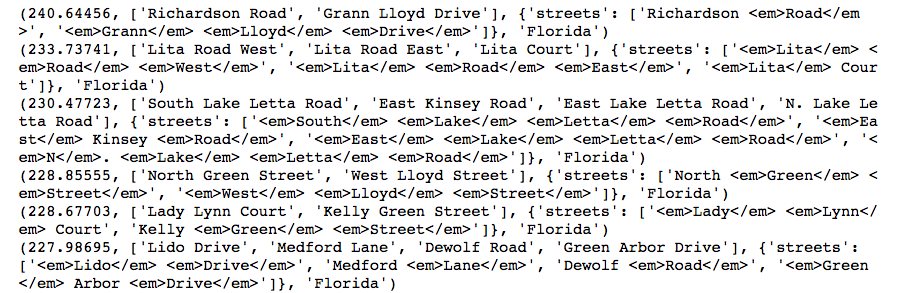 (240.64456, ['Richardson Road', 'Grann Lloyd Drive'], {'streets': ['Richardson <em>Road</em
>', '<em>Grann</em> <em>Lloyd</em> <em>Drive</em>']}, 'Florida')
(233.73741, ['Lita Road West', 'Lita Road East', 'Lita Court'], {'streets': ['<em>Lita</em> <
em>Road</em> <em>West</em>', '<em>Lita</em> <em>Road</em> <em>East</em>', '<em>Lita</em> Cour
t']}, 'Florida')
(230.47723, ['South Lake Letta Road', 'East Kinsey Road', 'East Lake Letta Road', 'N. Lake Le
tta Road'], {'streets': ['<em>South</em> <em>Lake</em> <em>Letta</em> <em>Road</em>', '<em>Ea
st</em> Kinsey <em>Road</em>', '<em>East</em> <em>Lake</em> <em>Letta</em> <em>Road</em>', '<
em>N</em>. <em>Lake</em> <em>Letta</em> <em>Road</em>']}, 'Florida')
(228.85555, ['North Green Street', 'West Lloyd Street'], {'streets': ['North <em>Green</em> <
em>Street</em>', '<em>West</em> <em>Lloyd</em> <em>Street</em>']}, 'Florida')
(228.67703, ['Lady Lynn Court', 'Kelly Green Street'], {'streets': ['<em>Lady</em> <em>Lynn</
em> Court', 'Kelly <em>Green</em> <em>Street</em>']}, 'Florida')
(227.98695, ['Lido Drive', 'Medford Lane', 'Dewolf Road', 'Green Arbor Drive'], {'streets':
['<em>Lido</em> <em>Drive</em>', 'Medford <em>Lane</em>', 'Dewolf <em>Road</em>', '<em>Green
</em> Arbor <em>Drive</em>']}, 'Florida')